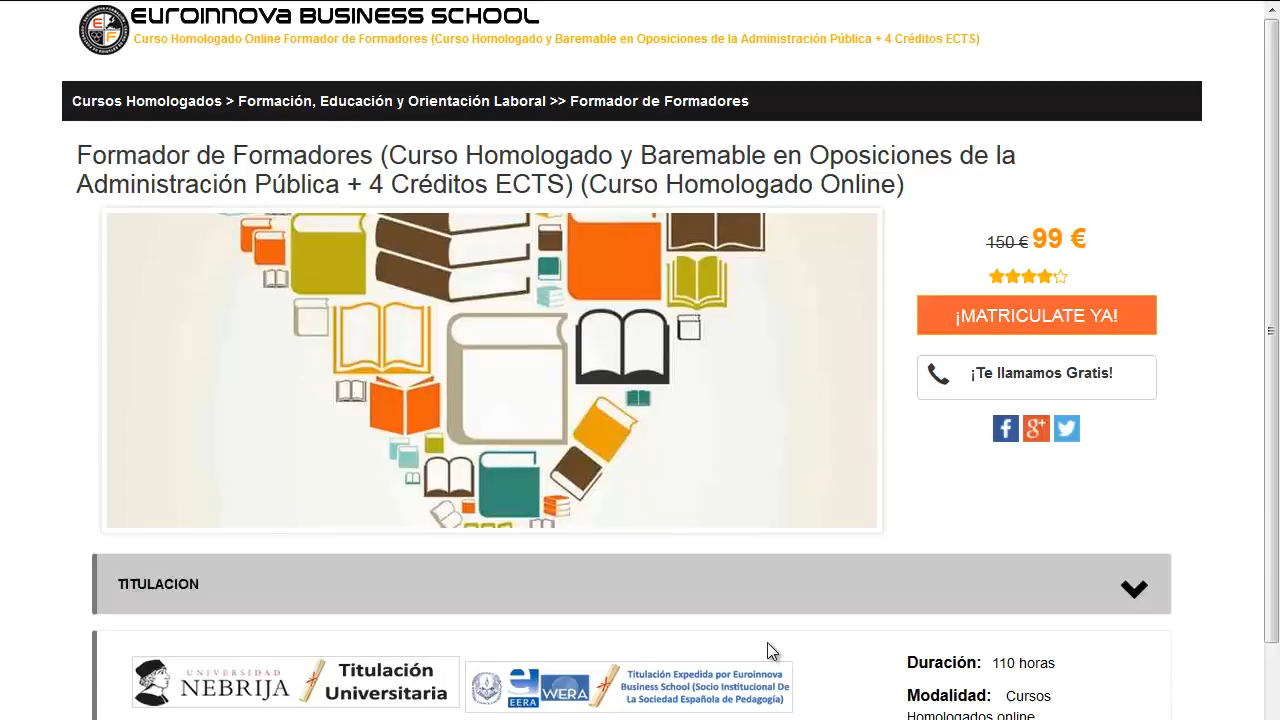 EUROINNOVA BUSINESS SCHOOL
Curso Homologado Online Formador de Formadores (Curso Homologado y Baremable en Oposiciones de la Administración Pública + 4 Créditos ECTS)
Cursos Homologados > Formación, Educación y Orientación Laboral >> Formador de Formadores
Formador de Formadores (Curso Homologado y Baremable en Oposiciones de la
Administración Pública + 4 Créditos ECTS) (Curso Homologado Online)
150 € 99 €
¡MATRICULATE YA!
¡Te llamamos Gratis!
TITULACION
UNIVERSIDAD
NEBRIJA
Titulación
Universitaria
EERA
WERA
Titulación Expedida por Euroinnova
Business School (Socio Institucional De
La Sociedad Española de Pedagogía)
Duración: 110 horas
Modalidad: Cursos
Homologados online